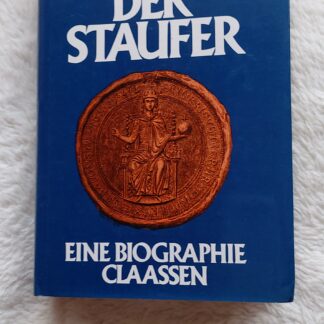 DER
STAUFER
EINE BIOGRAPHIE
CLAASSEN